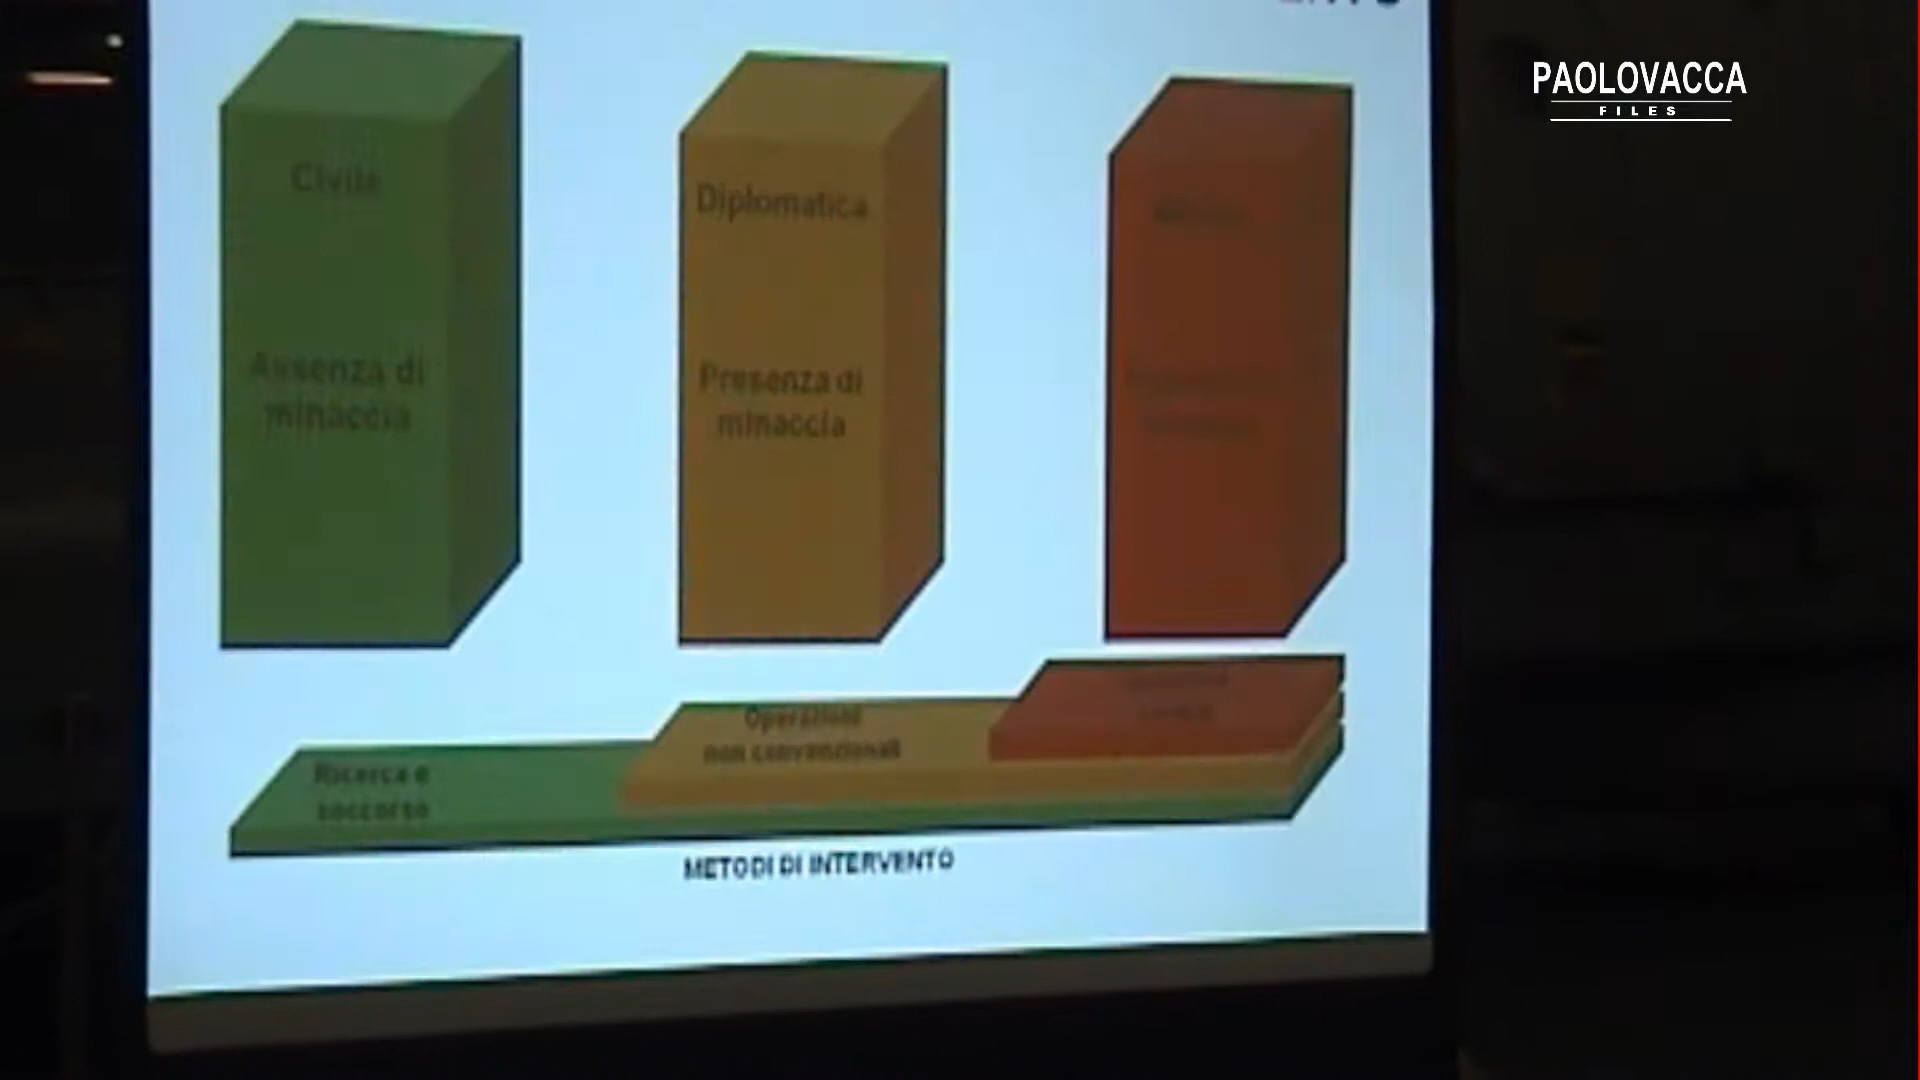 PAOLOVACCA
FILES
Civile
Diplomatica
Assenza di
minaccia
Presenza di
minaccia
Operazioni
non convenzionali
Ricerca e
soccorso
METODI DI INTERVENTO